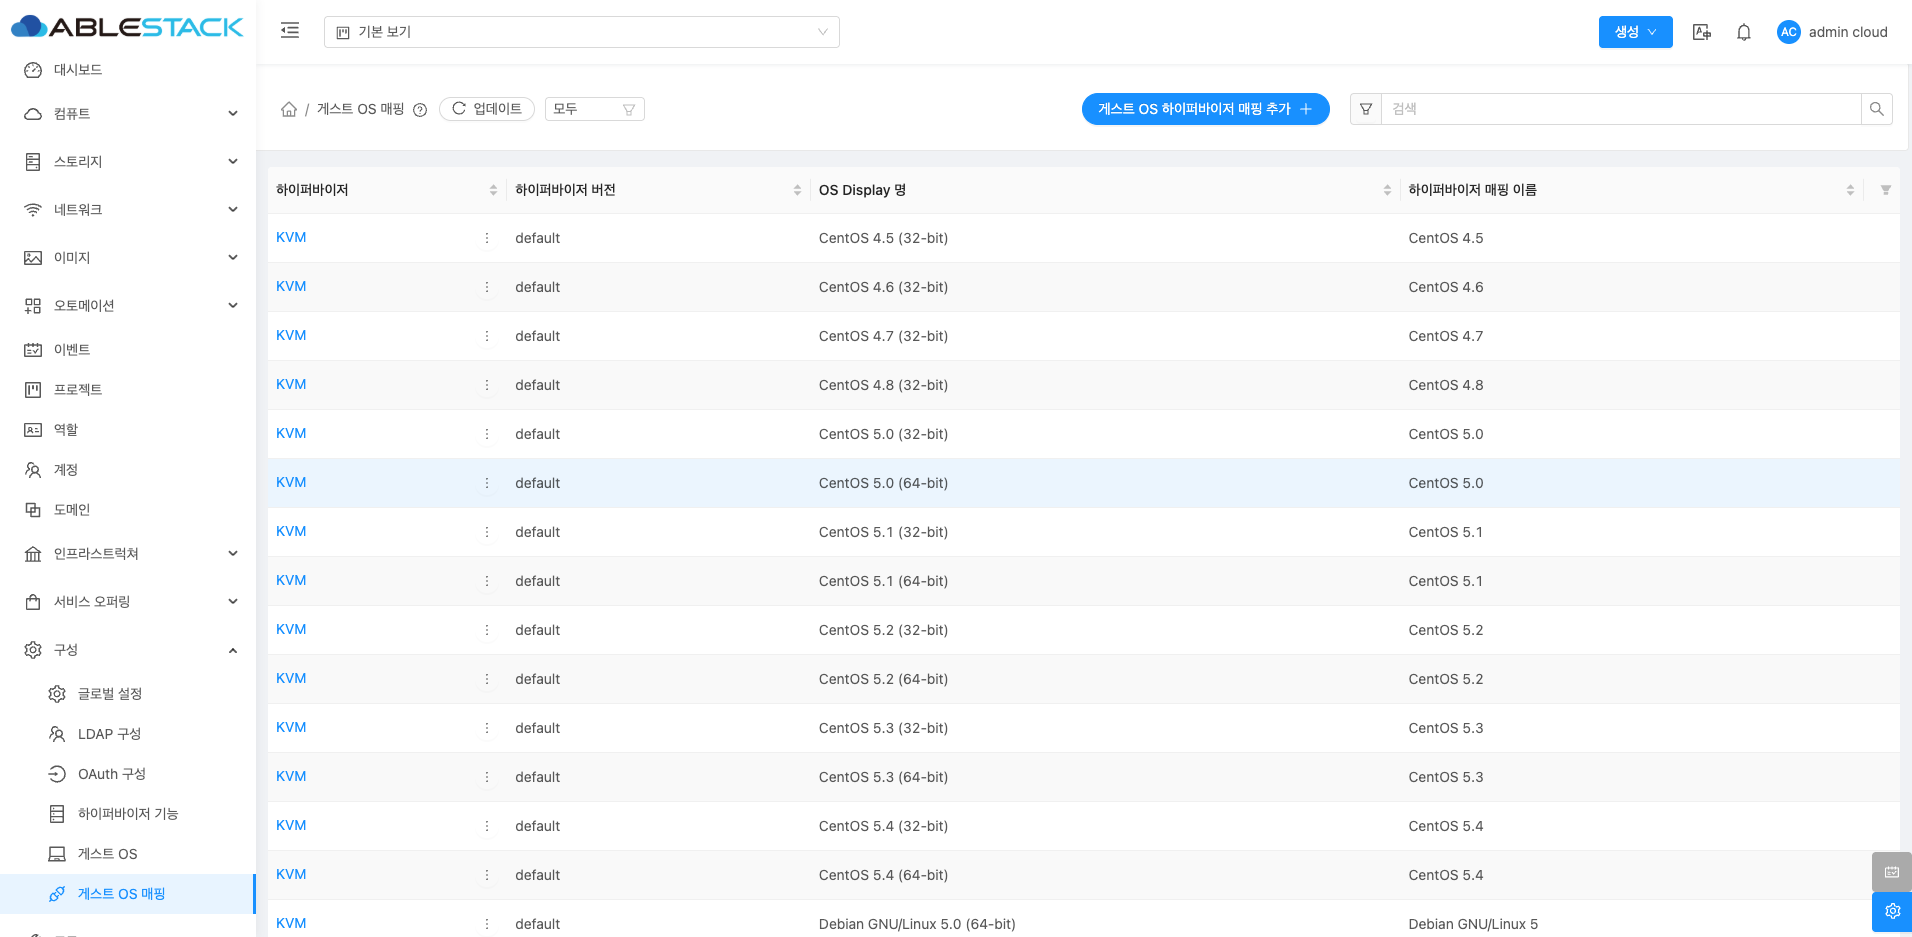 ABLESTACK
대시보드
컴퓨트
스토리지
네트워크
이미지
오토메이션
이벤트
프로젝트
역할
계정
도메인
인프라스트럭쳐
서비스 오퍼링
구성
글로벌 설정
LDAP 구성
OAuth 구성
하이퍼바이저 기능
게스트 OS
게스트 OS 매핑
기본 보기
생성
AC admin cloud
/ 게스트 OS 매핑 업데이트 모두
게스트 OS 하이퍼바이저 매핑 추가 +
검색
하이퍼바이저 하이퍼바이저 버전 OS Display 명 하이퍼바이저 매핑 이름
KVM default CentOS 4.5 (32-bit) CentOS 4.5
KVM default CentOS 4.6 (32-bit) CentOS 4.6
KVM default CentOS 4.7 (32-bit) CentOS 4.7
KVM default CentOS 4.8 (32-bit) CentOS 4.8
KVM default CentOS 5.0 (32-bit) CentOS 5.0
KVM default CentOS 5.0 (64-bit) CentOS 5.0
KVM default CentOS 5.1 (32-bit) CentOS 5.1
KVM default CentOS 5.1 (64-bit) CentOS 5.1
KVM default CentOS 5.2 (32-bit) CentOS 5.2
KVM default CentOS 5.2 (64-bit) CentOS 5.2
KVM default CentOS 5.3 (32-bit) CentOS 5.3
KVM default CentOS 5.3 (64-bit) CentOS 5.3
KVM default CentOS 5.4 (32-bit) CentOS 5.4
KVM default CentOS 5.4 (64-bit) CentOS 5.4
KVM default Debian GNU/Linux 5.0 (64-bit) Debian GNU/Linux 5